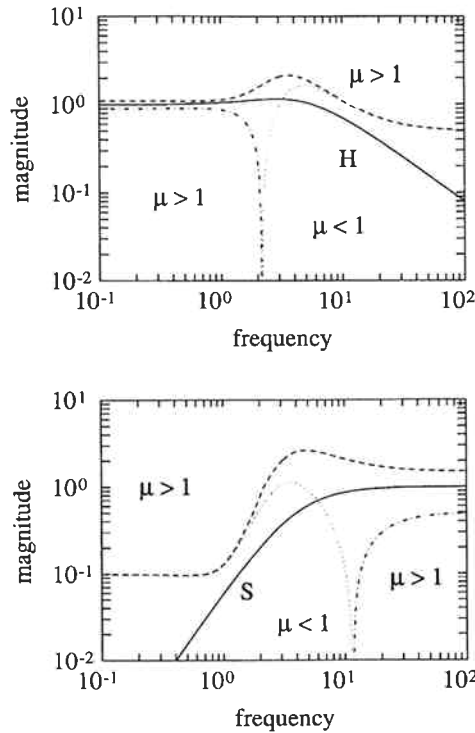 10¹
10⁰
10⁻¹
10⁻²
magnitude
μ > 1
H
μ > 1
μ < 1
10⁻¹ 10⁰ 10¹ 10²
frequency
10¹
10⁰
10⁻¹
10⁻²
magnitude
μ > 1
S
μ > 1
μ < 1
10⁻¹ 10⁰ 10¹ 10²
frequency